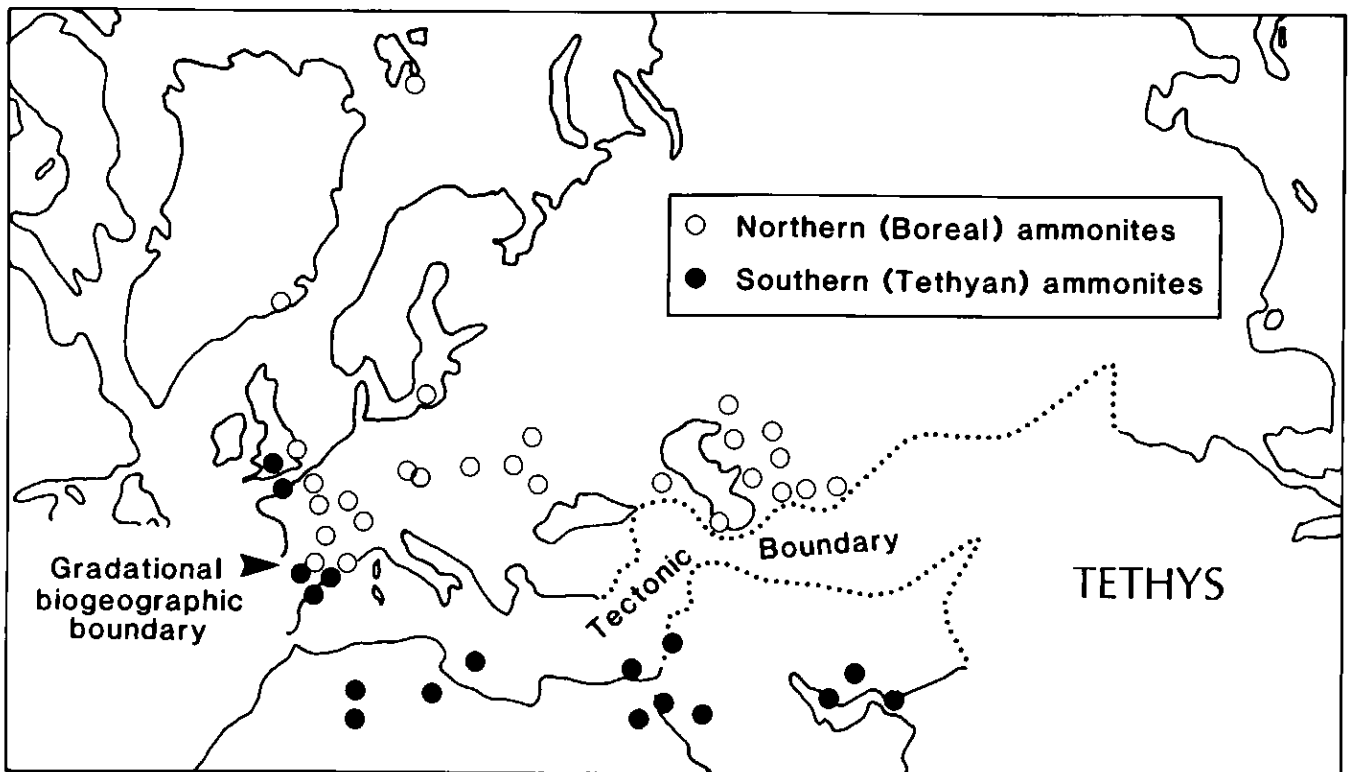 Northern (Boreal) ammonites
Southern (Tethyan) ammonites
Gradational
biogeographic
boundary
Tectonic
Boundary
TETHYS